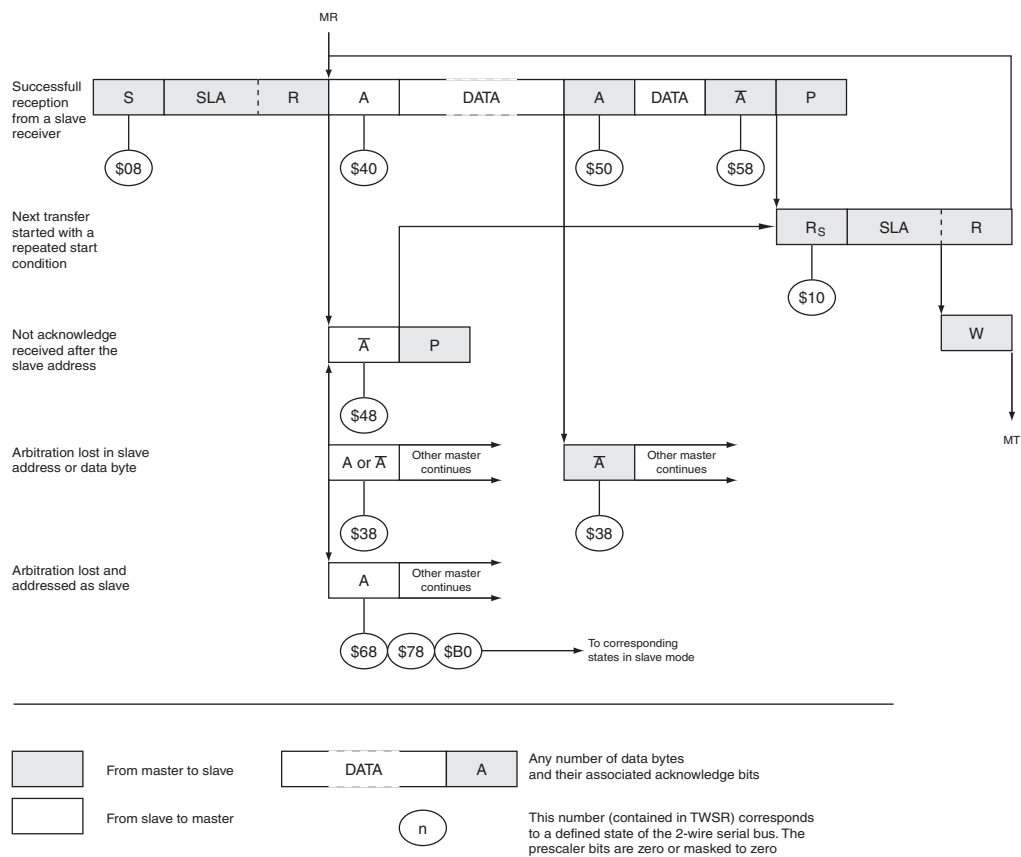 MR
Successfull
reception
from a slave
receiver
S SLA R A DATA A DATA A̅ P
$08 $40 $50 $58
Next transfer
started with a
repeated start
condition
RS SLA R
$10
Not acknowledge
received after the
slave address
A̅ P
W
$48
MT
Arbitration lost in slave
address or data byte
A or A̅
Other master
continues
A̅
Other master
continues
$38 $38
Arbitration lost and
addressed as slave
A
Other master
continues
$68 $78 $B0
To corresponding
states in slave mode
From master to slave
DATA A
Any number of data bytes
and their associated acknowledge bits
From slave to master
n
This number (contained in TWSR) corresponds
to a defined state of the 2-wire serial bus. The
prescaler bits are zero or masked to zero